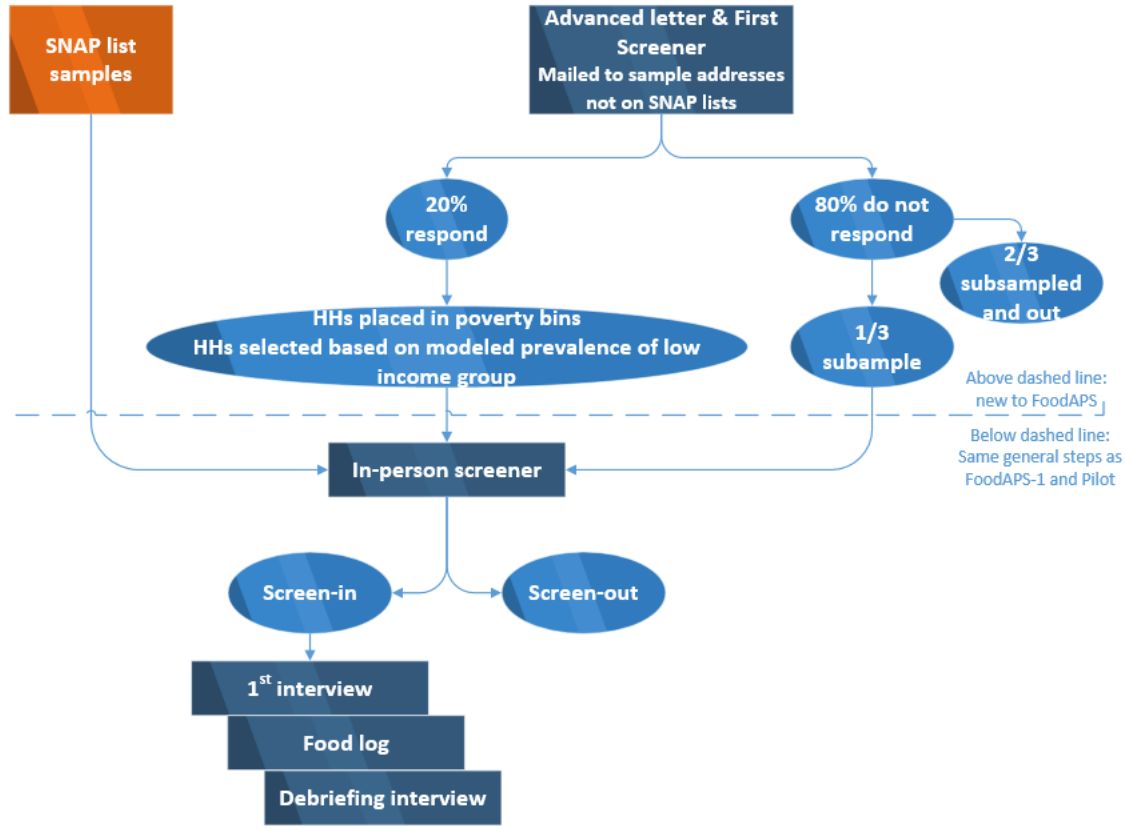 SNAP list
samples
Advanced letter & First
Screener
Mailed to sample addresses
not on SNAP lists
20%
respond
80% do not
respond
2/3
subsampled
and out
HHs placed in poverty bins
HHs selected based on modeled prevalence of low
income group
1/3
subample
Above dashed line:
new to FoodAPS
Below dashed line:
Same general steps as
FoodAPS-1 and Pilot
In-person screener
Screen-in
Screen-out
1st interview
Food log
Debriefing interview